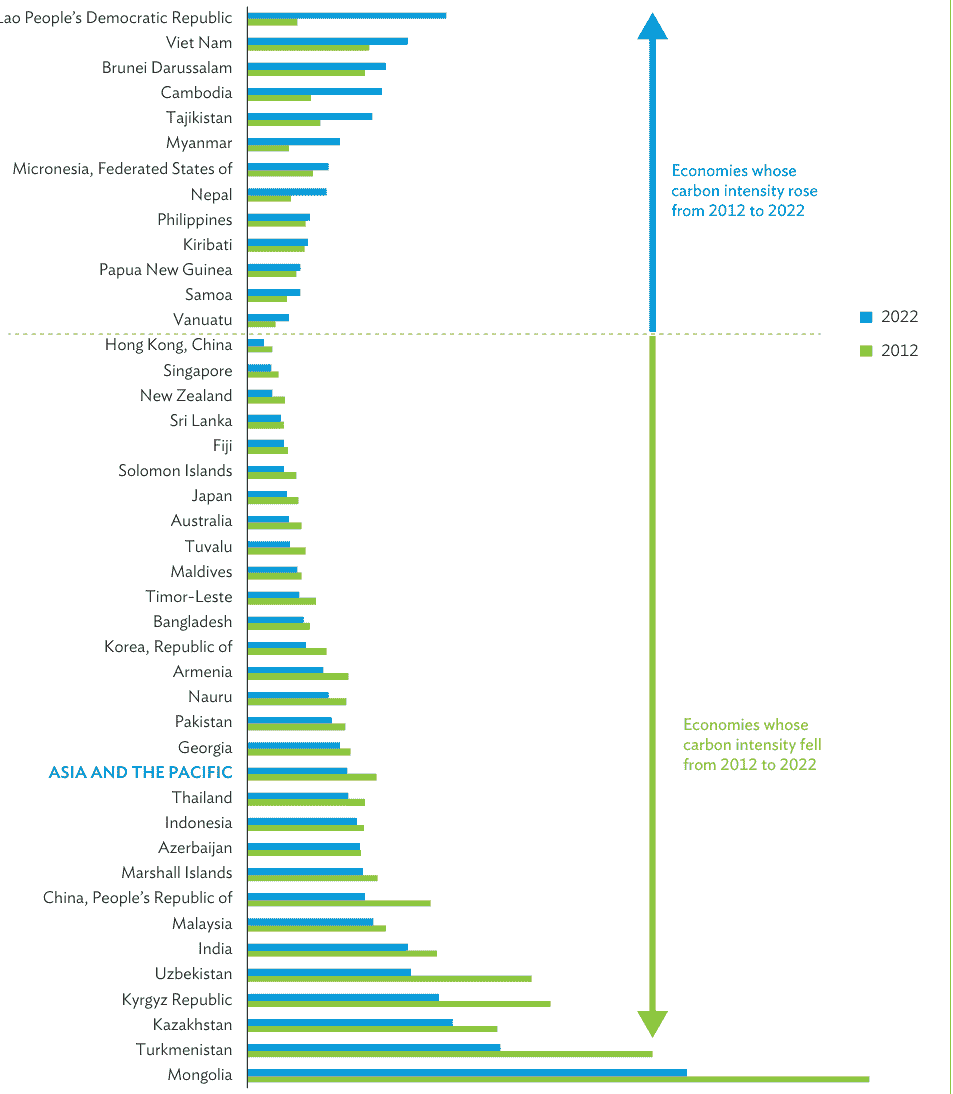 Lao People's Democratic Republic
Viet Nam
Brunei Darussalam
Cambodia
Tajikistan
Myanmar
Micronesia, Federated States of
Nepal
Philippines
Kiribati
Papua New Guinea
Samoa
Vanuatu
Economies whose
carbon intensity rose
from 2012 to 2022
2022
2012
Hong Kong, China
Singapore
New Zealand
Sri Lanka
Fiji
Solomon Islands
Japan
Australia
Tuvalu
Maldives
Timor-Leste
Bangladesh
Korea, Republic of
Armenia
Nauru
Pakistan
Georgia
ASIA AND THE PACIFIC
Thailand
Indonesia
Azerbaijan
Marshall Islands
China, People's Republic of
Malaysia
India
Uzbekistan
Kyrgyz Republic
Kazakhstan
Turkmenistan
Mongolia
Economies whose
carbon intensity fell
from 2012 to 2022